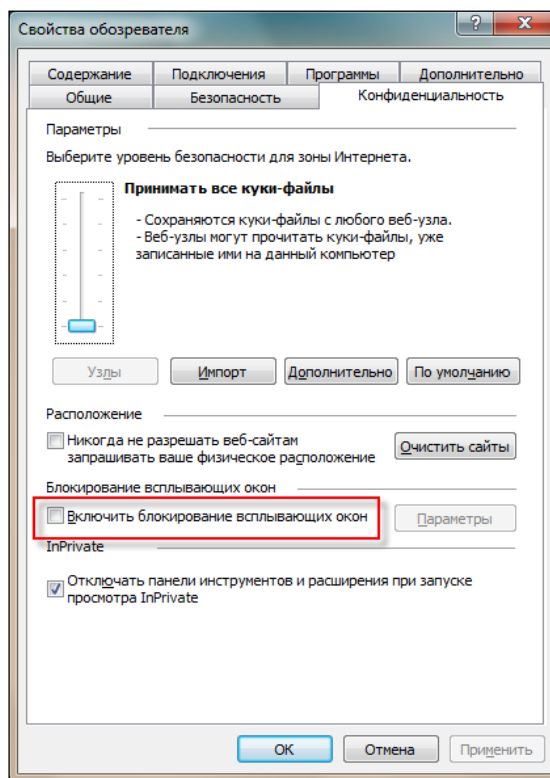 Свойства обозревателя
Содержание Подключения Программы Дополнительно
Общие Безопасность Конфиденциальность
Параметры
Выберите уровень безопасности для зоны Интернета.
Принимать все куки-файлы
- Сохраняются куки-файлы с любого веб-узла.
- Веб-узлы могут прочитать куки-файлы, уже
записанные ими на данный компьютер
Узлы Импорт Дополнительно По умолчанию
Расположение
Никогда не разрешать веб-сайтам
запрашивать ваше физическое расположение
Очистить сайты
Блокирование всплывающих окон
Включить блокирование всплывающих окон Параметры
InPrivate
Отключать панели инструментов и расширения при запуске
просмотра InPrivate
ОК Отмена Применить